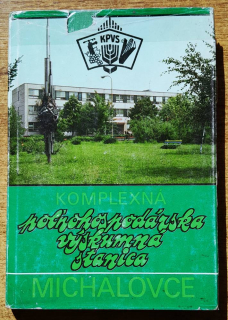 KPVS
KOMPLEXNÁ
poľnohospodárska
výskumná
stanica
MICHALOVCE